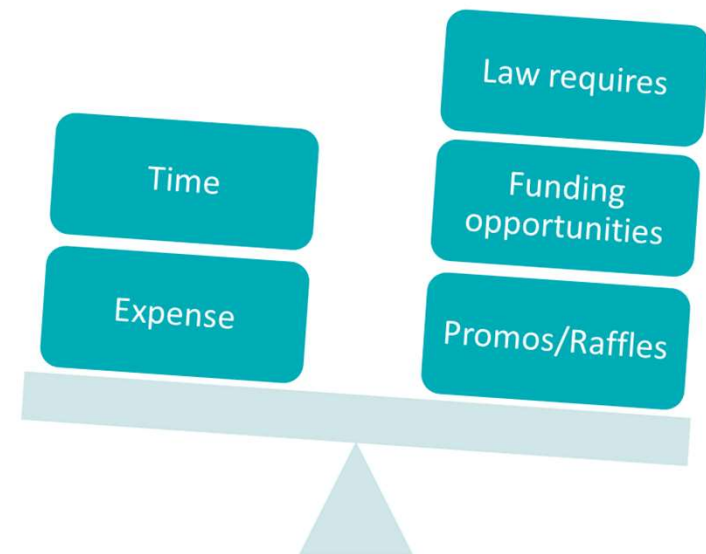 Time
Expense
Law requires
Funding
opportunities
Promos/Raffles